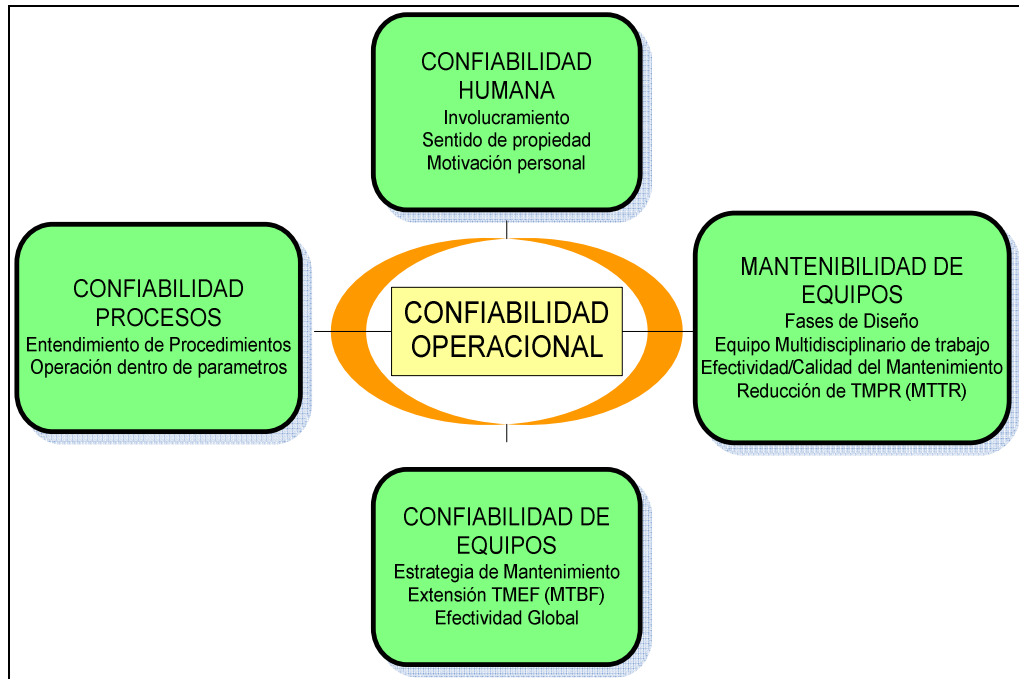 CONFIABILIDAD
HUMANA
Involucramiento
Sentido de propiedad
Motivación personal
CONFIABILIDAD
PROCESOS
Entendimiento de Procedimientos
Operación dentro de parametros
CONFIABILIDAD
OPERACIONAL
MANTENIBILIDAD DE
EQUIPOS
Fases de Diseño
Equipo Multidisciplinario de trabajo
Efectividad/Calidad del Mantenimiento
Reducción de TMPR (MTTR)
CONFIABILIDAD DE
EQUIPOS
Estrategia de Mantenimiento
Extensión TMEF (MTBF)
Efectividad Global